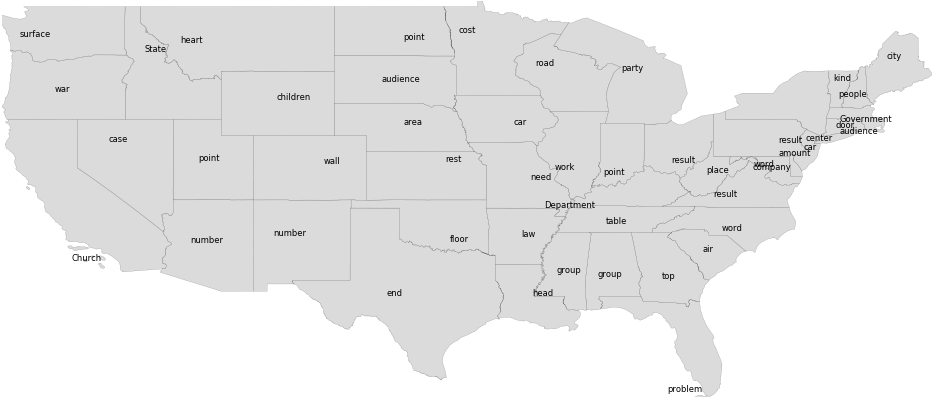 cost
surface
point
heart
State
city
road
party
kind
audience
war
people
children
Government
area
car
door
audience
case
center
result
car
amount
point
rest
result
wall
word
company
work
place
point
need
result
Department
table
word
law
number
floor
number
air
Church
group
group
top
end
head
problem